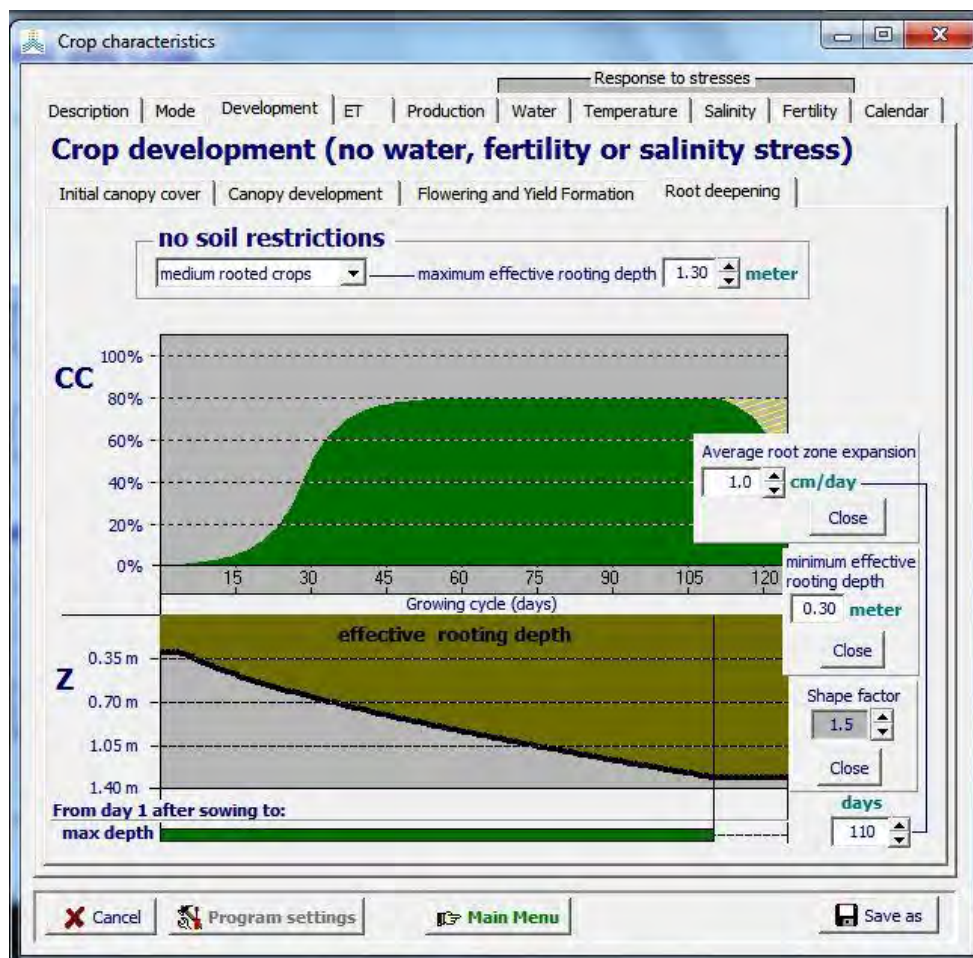 Crop characteristics
Response to stresses
Description Mode Development ET Production Water Temperature Salinity Fertility Calendar
Crop development (no water, fertility or salinity stress)
Initial canopy cover Canopy development Flowering and Yield Formation Root deepening
no soil restrictions
medium rooted crops maximum effective rooting depth 1.30 meter
CC
100%
80%
60%
40%
20%
0%
15 30 45 60 75 90 105 120
Growing cycle (days)
Average root zone expansion
1.0 cm/day
Close
minimum effective
rooting depth
0.30 meter
Close
effective rooting depth
Z
0.35 m
0.70 m
1.05 m
1.40 m
Shape factor
1.5
Close
From day 1 after sowing to:
max depth
days
110
Cancel Program settings Main Menu Save as